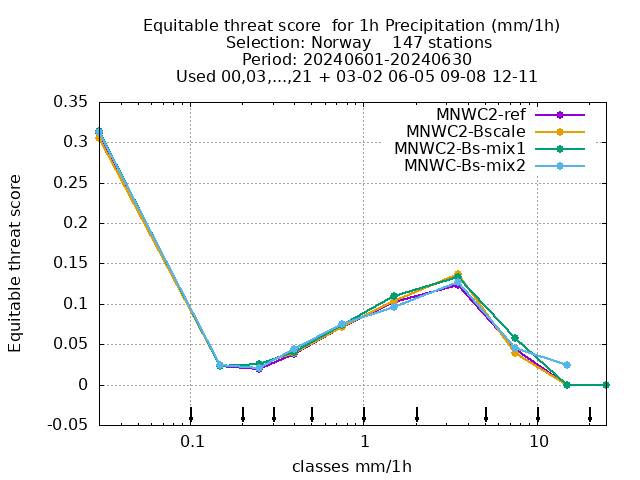 Equitable threat score  for 1h Precipitation (mm/1h)
Selection: Norway    147 stations
Period: 20240601-20240630
Used 00,03,...,21 + 03-02 06-05 09-08 12-11
MNWC2-ref
MNWC2-Bscale
MNWC2-Bs-mix1
MNWC-Bs-mix2
Equitable threat score
0.35
0.3
0.25
0.2
0.15
0.1
0.05
0
-0.05
0.1 1 10
classes mm/1h